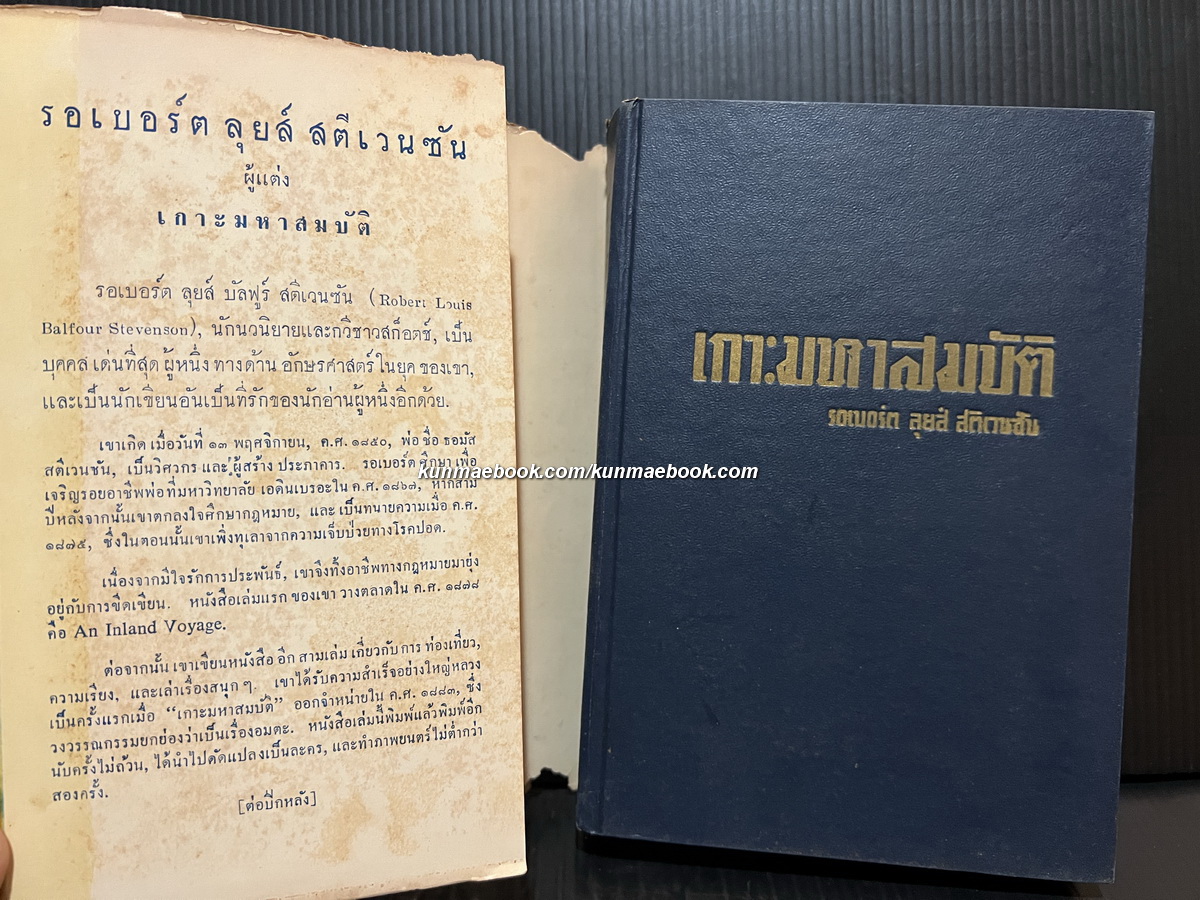 รอเบอร์ต ลุยส์ สตีเวนซัน
ผู้แต่ง
เกาะมหาสมบัติ
รอเบอร์ต ลุยส์ บัลฟูร์ สตีเวนซัน (Robert Louis
Balfour Stevenson), นักนวนิยายและกวีชาวสก็อตช์, เป็น
บุคคลเด่นที่สุดผู้หนึ่งทางด้านอักษรศาสตร์ในยุคของเขา,
และเป็นนักเขียนอันเป็นที่รักของนักอ่านผู้หนึ่งอีกด้วย.
เขาเกิดเมื่อวันที่ ๑๓ พฤศจิกายน, ค.ศ. ๑๘๕๐, พ่อชื่อ ธอมัส
สตีเวนซัน, เป็นวิศวกร และผู้สร้างประภาคาร. รอเบอร์ตศึกษาเพื่อ
เจริญรอยอาชีพพ่อที่มหาวิทยาลัย เอดินเบรอะใน ค.ศ. ๑๘๖๗, หากสาม
ปีหลังจากนั้นเขาตกลงใจศึกษากฎหมาย, และเป็นทนายความเมื่อ ค.ศ.
๑๘๗๕, ซึ่งในตอนนั้นเขาเพิ่งทุเลาจากความเจ็บป่วยทางโรคปอด.
เนื่องจากมีใจรักการประพันธ์, เขาจึงทิ้งอาชีพทางกฎหมายมายุ่ง
อยู่กับการขีดเขียน. หนังสือเล่มแรกของเขาวางตลาดใน ค.ศ. ๑๘๗๘
คือ An Inland Voyage.
ต่อจากนั้นเขาเขียนหนังสืออีกสามเล่มเกี่ยวกับการท่องเที่ยว,
ความเรียง, และเล่าเรื่องสนุก ๆ. เขาได้รับความสำเร็จอย่างใหญ่หลวง
เป็นครั้งแรกเมื่อ “เกาะมหาสมบัติ” ออกจำหน่ายใน ค.ศ. ๑๘๘๓, ซึ่ง
วงวรรณกรรมยกย่องว่าเป็นเรื่องอมตะ. หนังสือเล่มนี้พิมพ์แล้วพิมพ์อีก
นับครั้งไม่ถ้วน, ได้นำไปดัดแปลงเป็นละคร, และทำภาพยนตร์ไม่ต่ำกว่า
สองครั้ง.
[ต่อปีกหลัง]
เกาะมหาสมบัติ
รอเบอร์ต ลุยส์ สตีเวนซัน
kunmaebook.com/kunmaebook.com